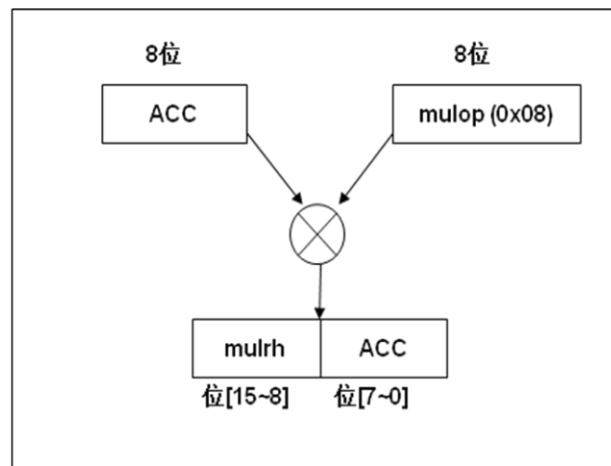 8位 8位
ACC mulop (0x08)
mulrh ACC
位[15~8] 位[7~0]